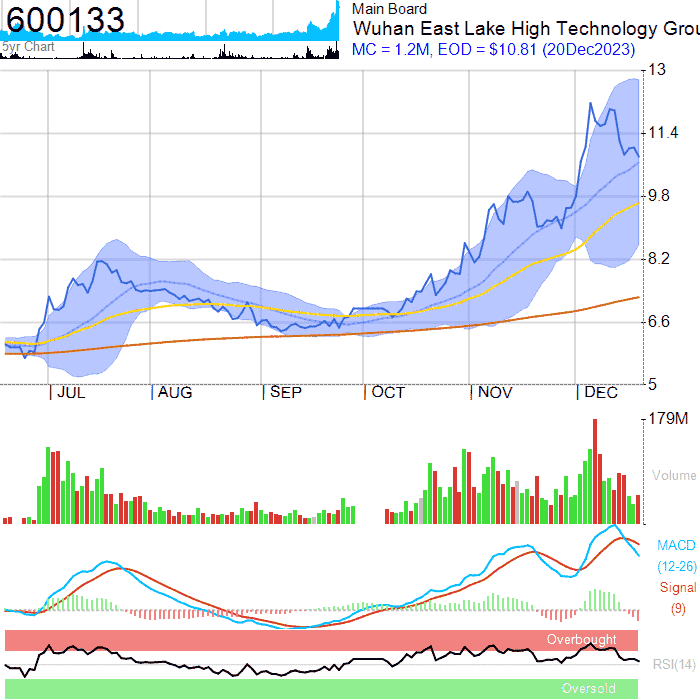 600133
5yr Chart
Main Board
Wuhan East Lake High Technology Grou
MC = 1.2M, EOD = $10.81 (20Dec2023)
13
11.4
9.8
8.2
6.6
5
JUL
AUG
SEP
OCT
NOV
DEC
179M
Volume
MACD
(12-26)
Signal
(9)
Overbought
RSI(14)
Oversold